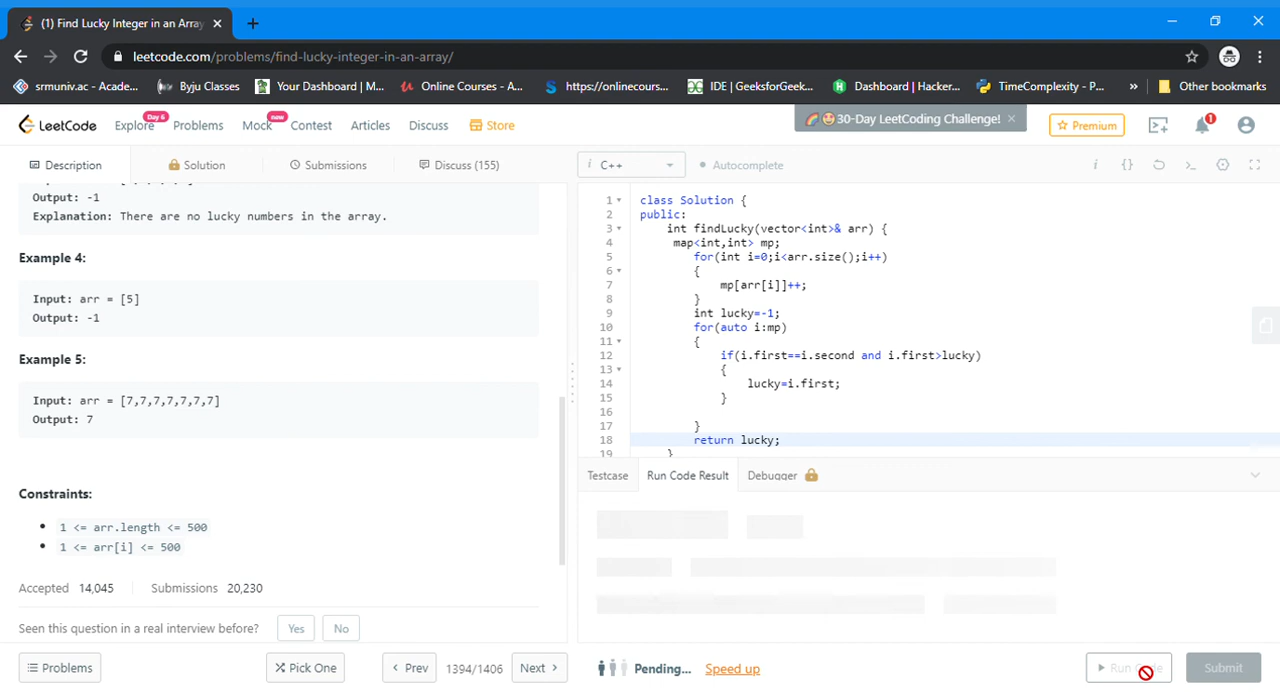 (1) Find Lucky Integer in an Array
leetcode.com/problems/find-lucky-integer-in-an-array/
srmuniv.ac - Acade... Byju Classes Your Dashboard | M... Online Courses - A... https://onlinecours... IDE | GeeksforGeek... Dashboard | Hacker... TimeComplexity - P... » Other bookmarks
LeetCode Explore Day 6 Problems Mock new Contest Articles Discuss Store 30-Day LeetCoding Challenge! × Premium 1
Description Solution Submissions Discuss (155) i C++ Autocomplete
Output: -1
Explanation: There are no lucky numbers in the array.
Example 4:
Input: arr = [5]
Output: -1
Example 5:
Input: arr = [7,7,7,7,7,7,7]
Output: 7
Constraints:
1 <= arr.length <= 500
1 <= arr[i] <= 500
Accepted 14,045 Submissions 20,230
Seen this question in a real interview before? Yes No
Problems Pick One < Prev 1394/1406 Next >
1 class Solution {
2 public:
3 int findLucky(vector<int>& arr) {
4 map<int,int> mp;
5 for(int i=0;i<arr.size();i++)
6 {
7 mp[arr[i]]++;
8 }
9 int lucky=-1;
10 for(auto i:mp)
11 {
12 if(i.first==i.second and i.first>lucky)
13 {
14 lucky=i.first;
15 }
16
17 }
18 return lucky;
19 }
Testcase Run Code Result Debugger
Pending... Speed up Run Code Submit